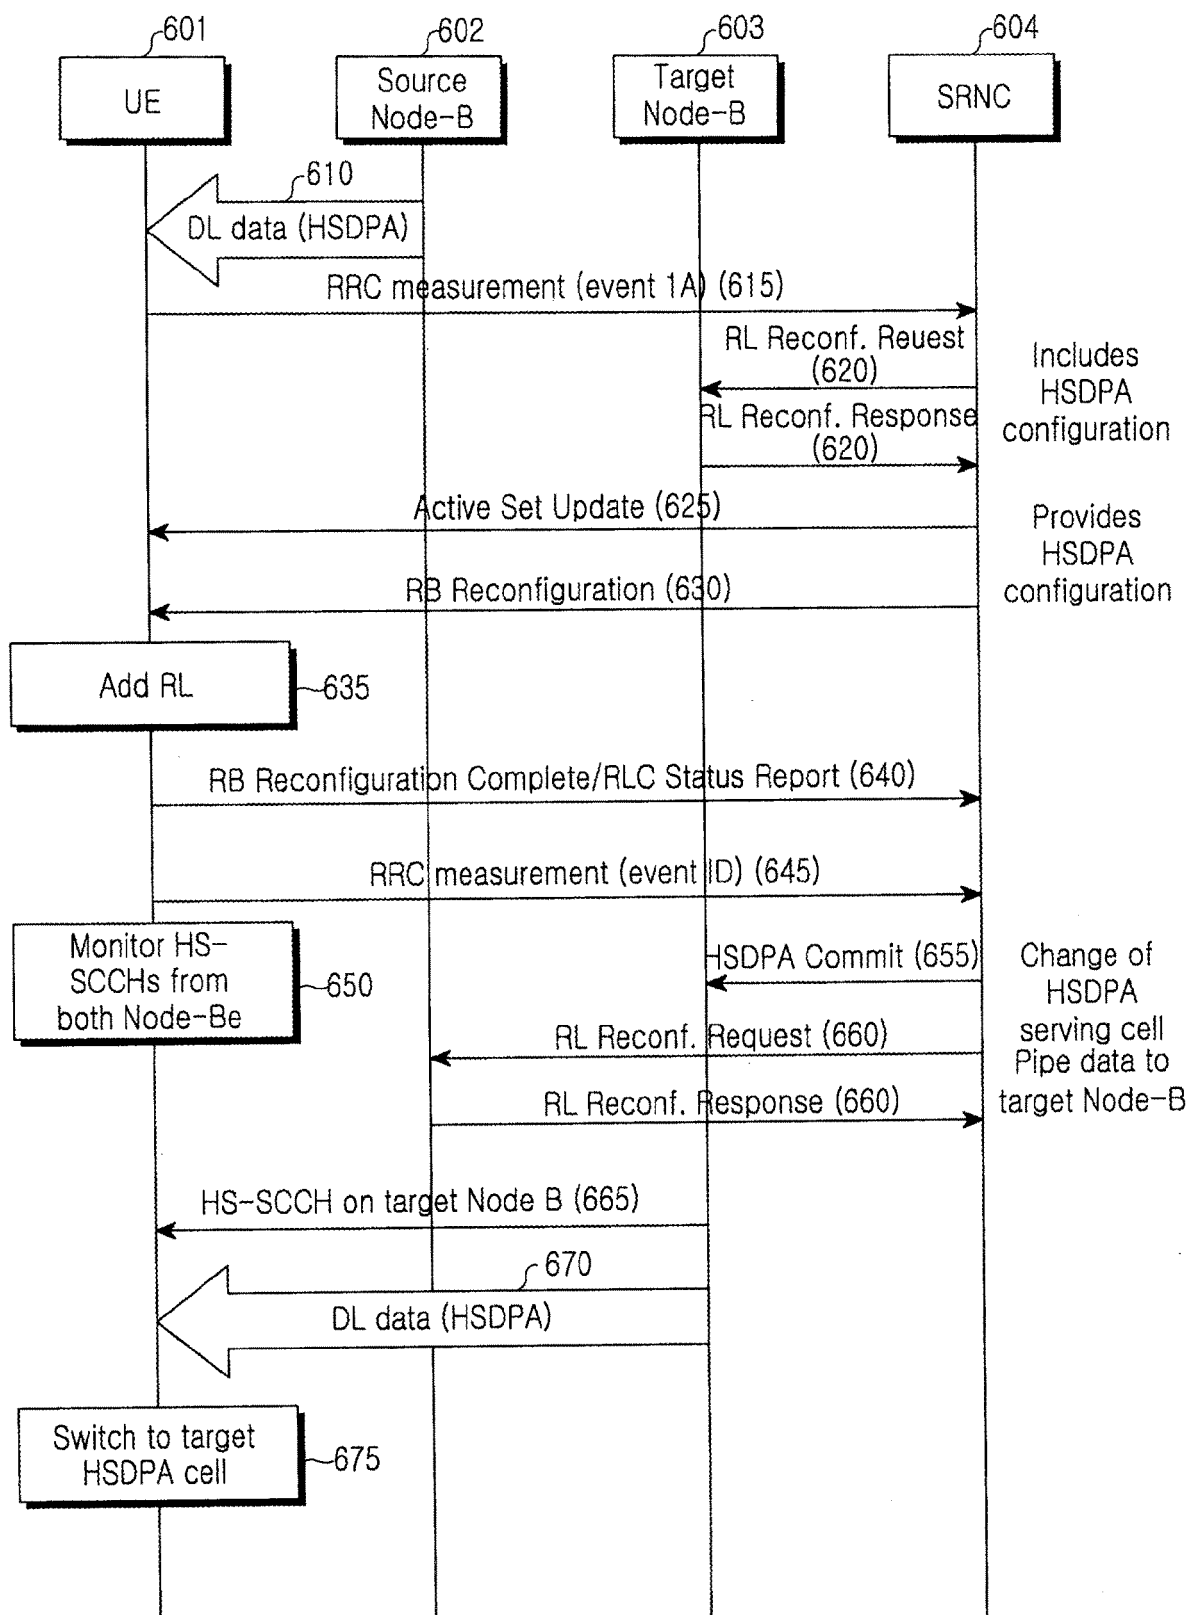 601
602
603
604
UE
Source
Node-B
Target
Node-B
SRNC
610
DL data (HSDPA)
RRC measurement (event 1A) (615)
RL Reconf. Reuest
(620)
Includes
HSDPA
configuration
RL Reconf. Response
(620)
Active Set Update (625)
Provides
HSDPA
configuration
RB Reconfiguration (630)
Add RL
635
RB Reconfiguration Complete/RLC Status Report (640)
RRC measurement (event ID) (645)
Monitor HS-
SCCHs from
both Node-Be
650
HSDPA Commit (655)
Change of
HSDPA
serving cell
Pipe data to
target Node-B
RL Reconf. Request (660)
RL Reconf. Response (660)
HS-SCCH on target Node B (665)
670
DL data (HSDPA)
Switch to target
HSDPA cell
675